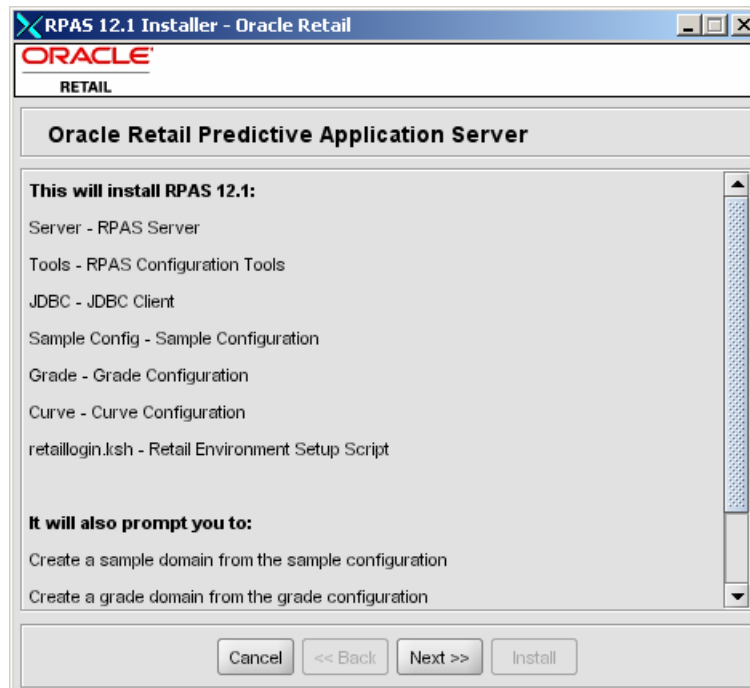 RPAS 12.1 Installer - Oracle Retail
ORACLE
RETAIL
Oracle Retail Predictive Application Server
This will install RPAS 12.1:
Server - RPAS Server
Tools - RPAS Configuration Tools
JDBC - JDBC Client
Sample Config - Sample Configuration
Grade - Grade Configuration
Curve - Curve Configuration
retaillogin.ksh - Retail Environment Setup Script
It will also prompt you to:
Create a sample domain from the sample configuration
Create a grade domain from the grade configuration
Cancel << Back Next >> Install